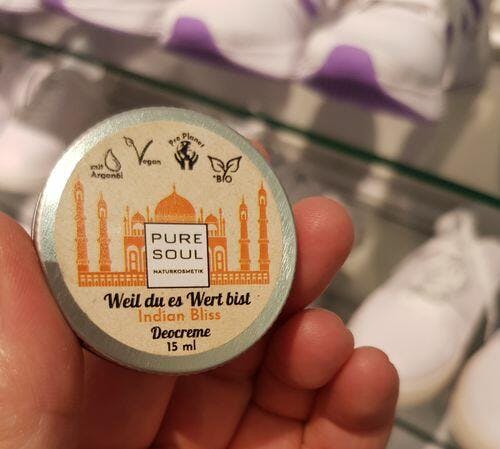 mit
Arganöl
Vegan
Pro Planet
*BIO
PURE
SOUL
NATURKOSMETIK
Weil du es Wert bist
Indian Bliss
Deocreme
15 ml